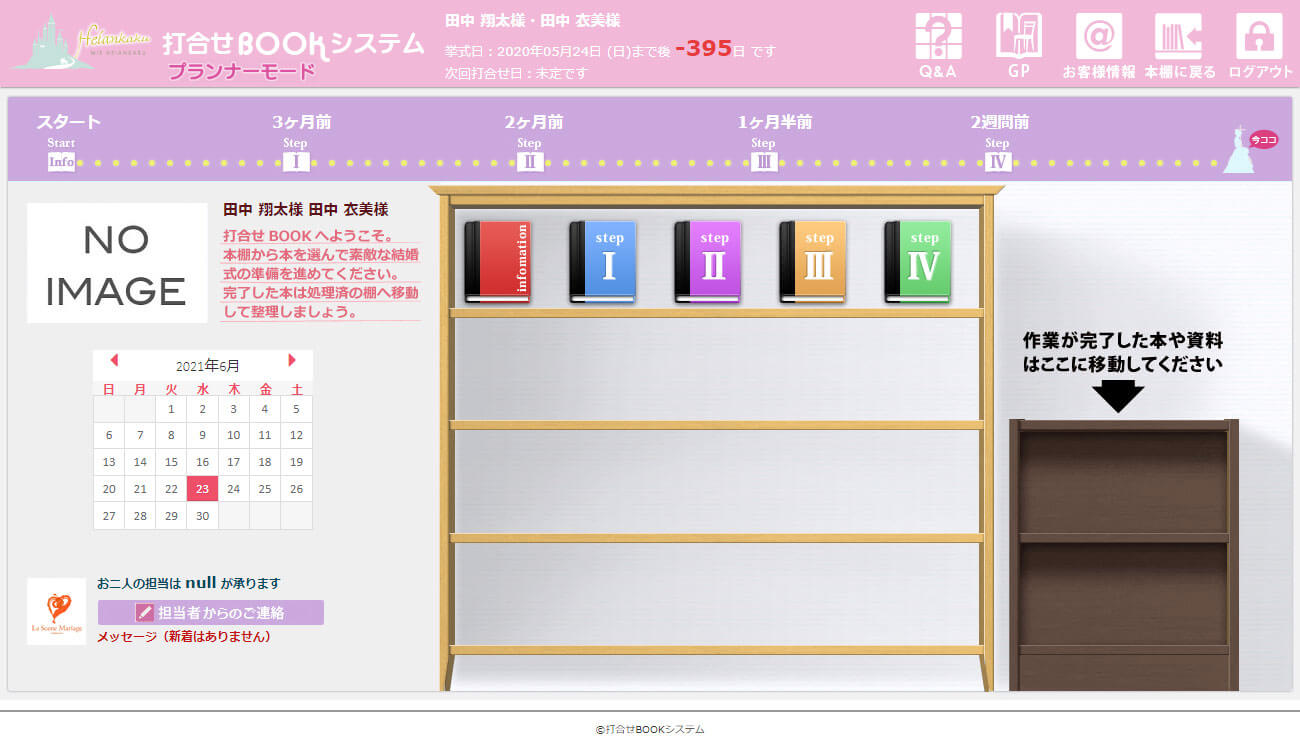 Helankaku
打合せBOOKシステム
プランナーモード
田中 翔太様・田中 衣美様
挙式日：2020年05月24日 (日)まで後 -395日 です
次回打合せ日：未定です
Q&A
GP
お客様情報
本棚に戻る
ログアウト
スタート
Start
Info
3ヶ月前
Step
I
2ヶ月前
Step
II
1ヶ月半前
Step
III
2週間前
Step
IV
今ココ
NO
IMAGE
田中 翔太様 田中 衣美様
打合せ BOOK へようこそ。
本棚から本を選んで素敵な結婚
式の準備を進めてください。
完了した本は処理済の棚へ移動
して整理しましょう。
2021年6月
日 月 火 水 木 金 土
1 2 3 4 5
6 7 8 9 10 11 12
13 14 15 16 17 18 19
20 21 22 23 24 25 26
27 28 29 30
La Scene Mariage
お二人の担当は null が承ります
担当者からのご連絡
メッセージ（新着はありません）
infomation
step
I
step
II
step
III
step
IV
作業が完了した本や資料
はここに移動してください
©打合せBOOKシステム